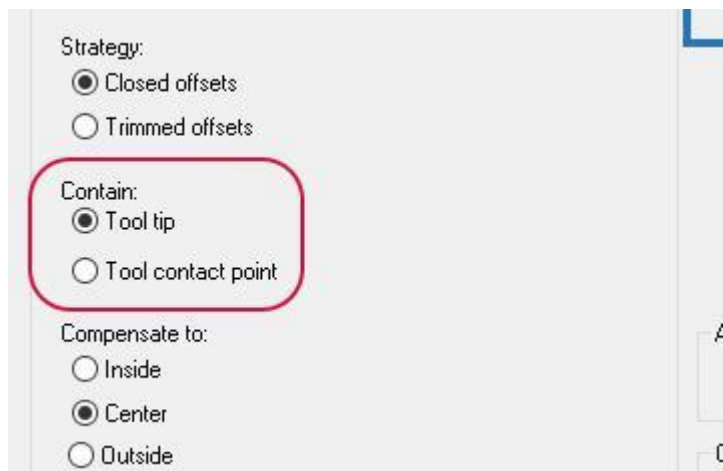 Strategy:
Closed offsets
Trimmed offsets
Contain:
Tool tip
Tool contact point
Compensate to:
Inside
Center
Outside